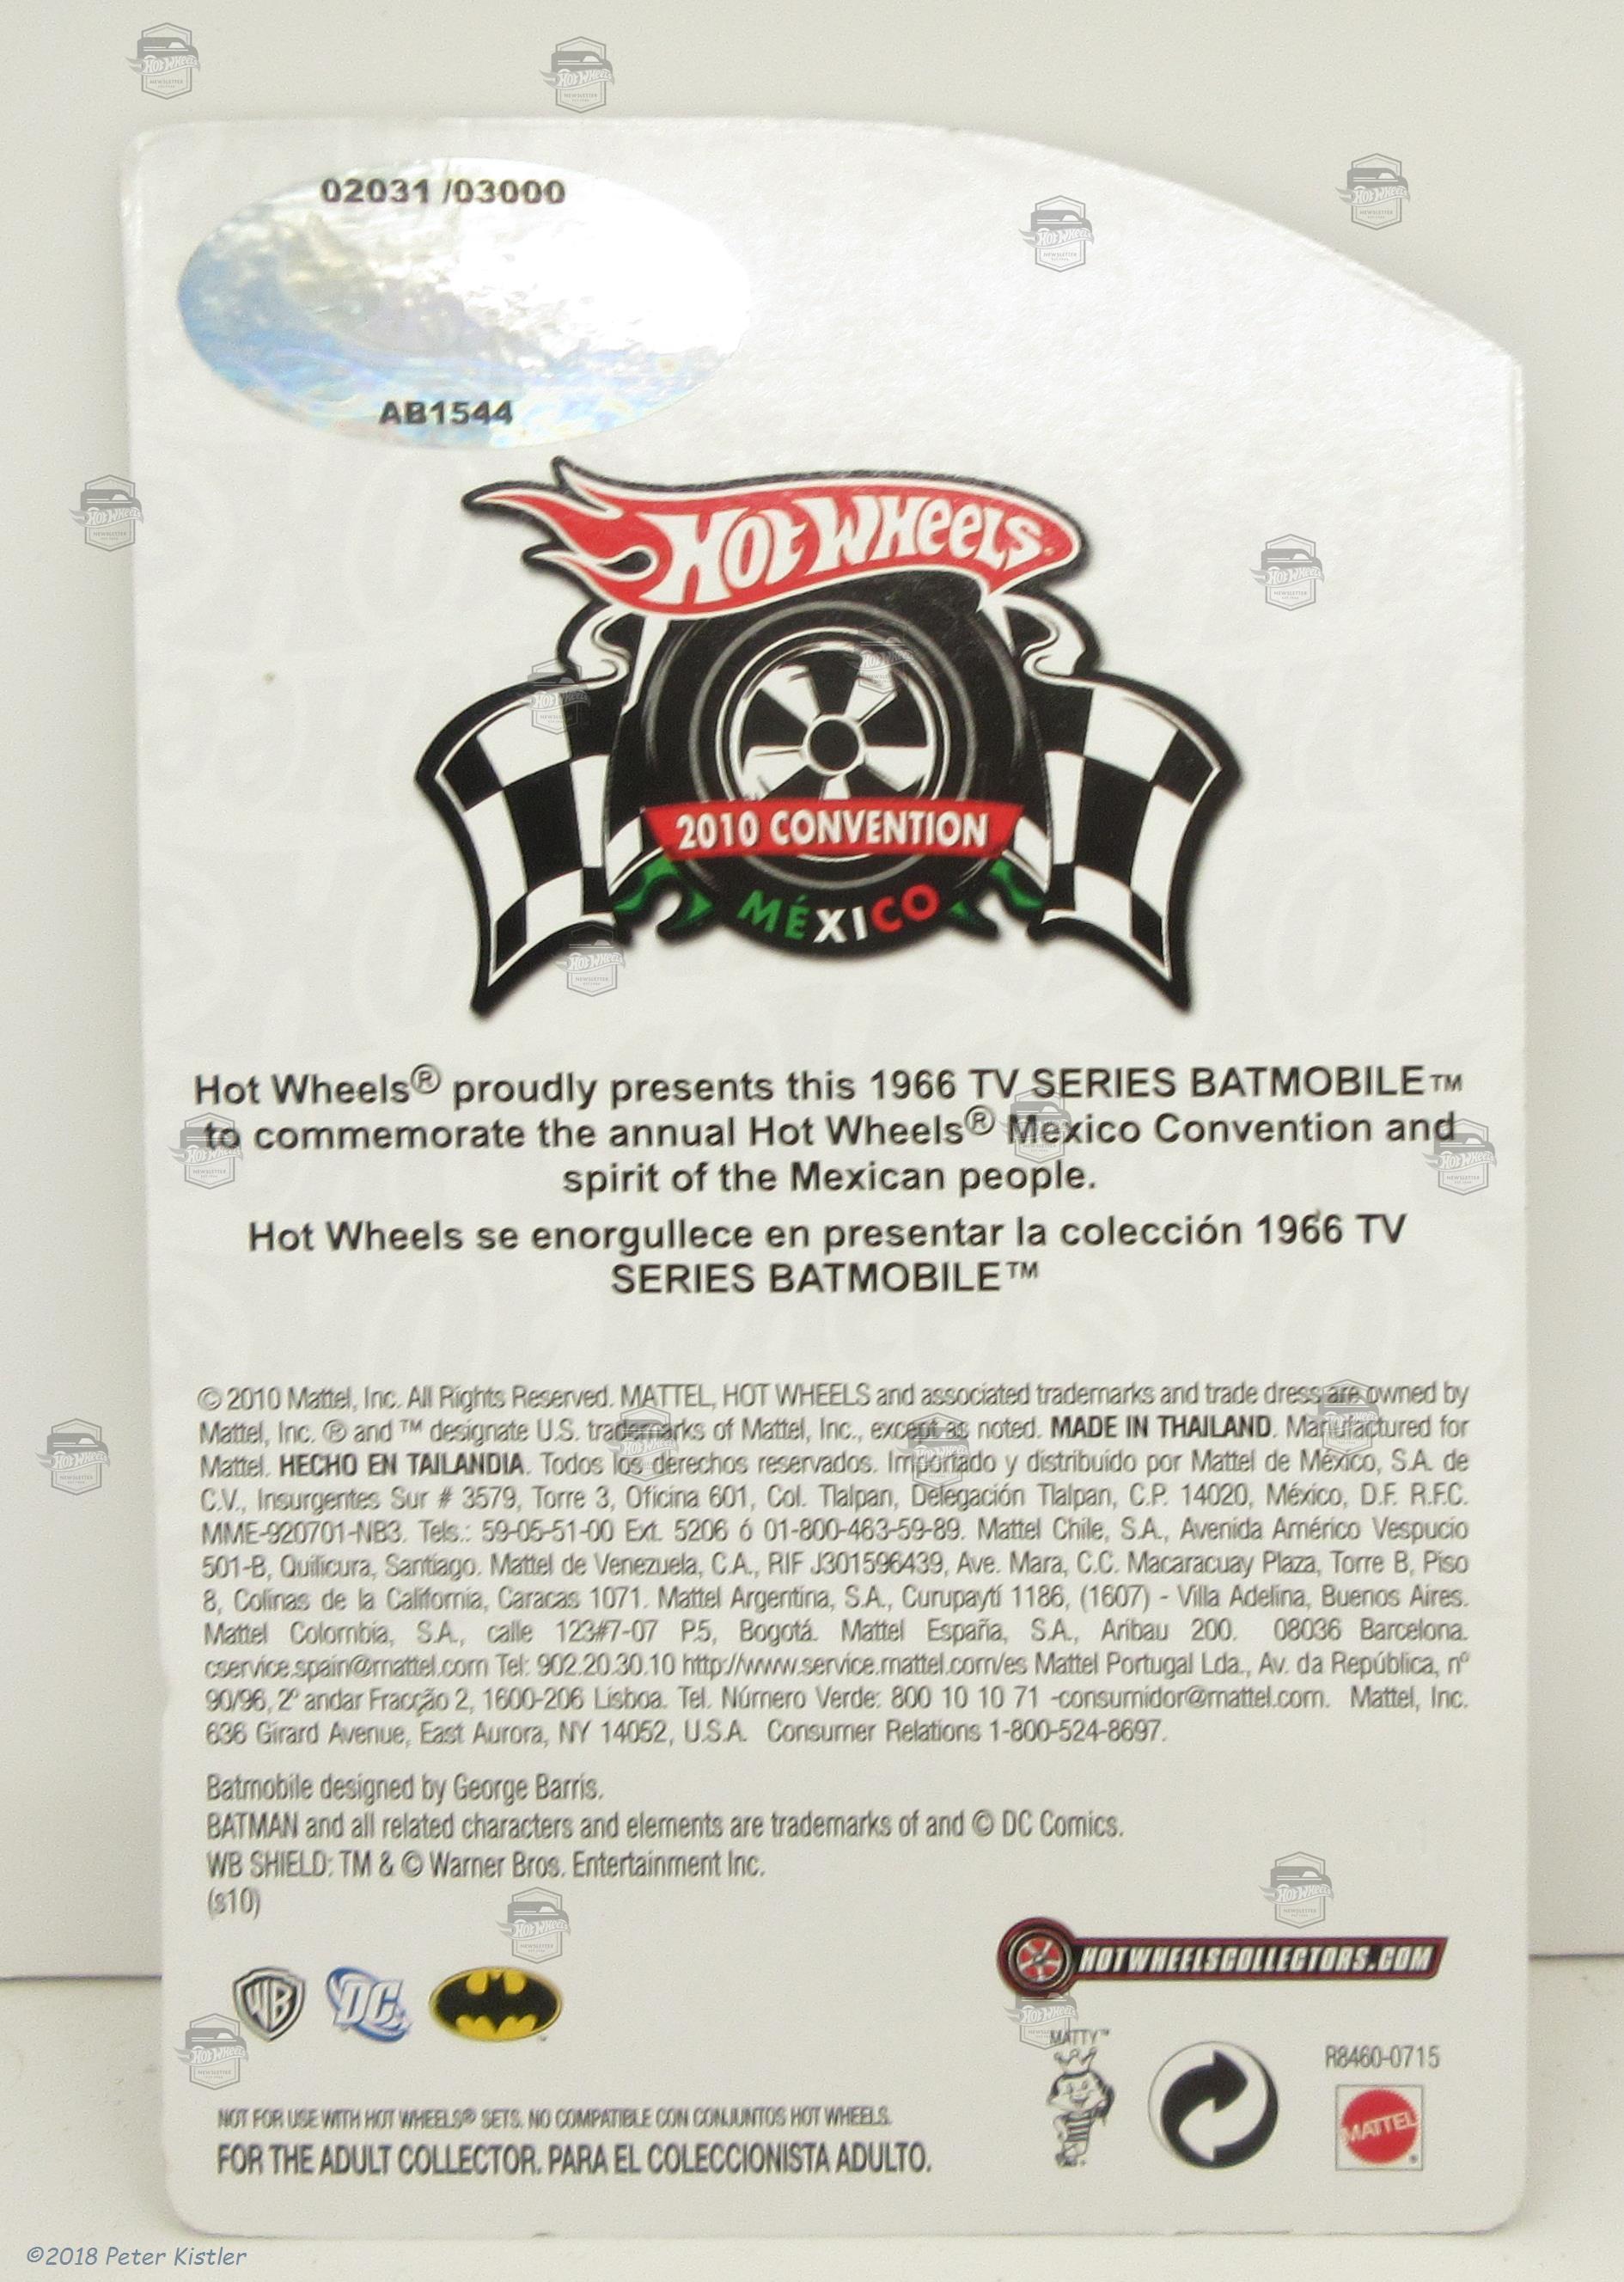 02031 /03000
AB1544
Hot Wheels
2010 CONVENTION
MÉXICO
Hot Wheels® proudly presents this 1966 TV SERIES BATMOBILE™
to commemorate the annual Hot Wheels® Mexico Convention and
spirit of the Mexican people.
Hot Wheels se enorgullece en presentar la colección 1966 TV
SERIES BATMOBILE™
© 2010 Mattel, Inc. All Rights Reserved. MATTEL, HOT WHEELS and associated trademarks and trade dress are owned by
Mattel, Inc. ® and ™ designate U.S. trademarks of Mattel, Inc., except as noted. MADE IN THAILAND. Manufactured for
Mattel. HECHO EN TAILANDIA. Todos los derechos reservados. Importado y distribuido por Mattel de México, S.A. de
C.V., Insurgentes Sur # 3579, Torre 3, Oficina 601, Col. Tlalpan, Delegación Tlalpan, C.P. 14020, México, D.F. R.F.C.
MME-920701-NB3. Tels.: 59-05-51-00 Ext. 5206 ó 01-800-463-59-89. Mattel Chile, S.A., Avenida Américo Vespucio
501-B, Quilicura, Santiago. Mattel de Venezuela, C.A., RIF J301596439, Ave. Mara, C.C. Macaracuay Plaza, Torre B, Piso
8, Colinas de la California, Caracas 1071. Mattel Argentina, S.A., Curupaytí 1186, (1607) - Villa Adelina, Buenos Aires.
Mattel Colombia, S.A., calle 123#7-07 P.5, Bogotá. Mattel España, S.A., Aribau 200. 08036 Barcelona.
cservice.spain@mattel.com Tel: 902.20.30.10 http://www.service.mattel.com/es Mattel Portugal Lda., Av. da República, nº
90/96, 2º andar Fracção 2, 1600-206 Lisboa. Tel. Número Verde: 800 10 10 71 -consumidor@mattel.com. Mattel, Inc.
636 Girard Avenue, East Aurora, NY 14052, U.S.A. Consumer Relations 1-800-524-8697.
Batmobile designed by George Barris.
BATMAN and all related characters and elements are trademarks of and © DC Comics.
WB SHIELD: TM & © Warner Bros. Entertainment Inc.
(s10)
HOTWHEELSCOLLECTORS.COM
WB DC
MATTY™
R8460-0715
MATTEL
NOT FOR USE WITH HOT WHEELS® SETS. NO COMPATIBLE CON CONJUNTOS HOT WHEELS.
FOR THE ADULT COLLECTOR. PARA EL COLECCIONISTA ADULTO.
©2018 Peter Kistler